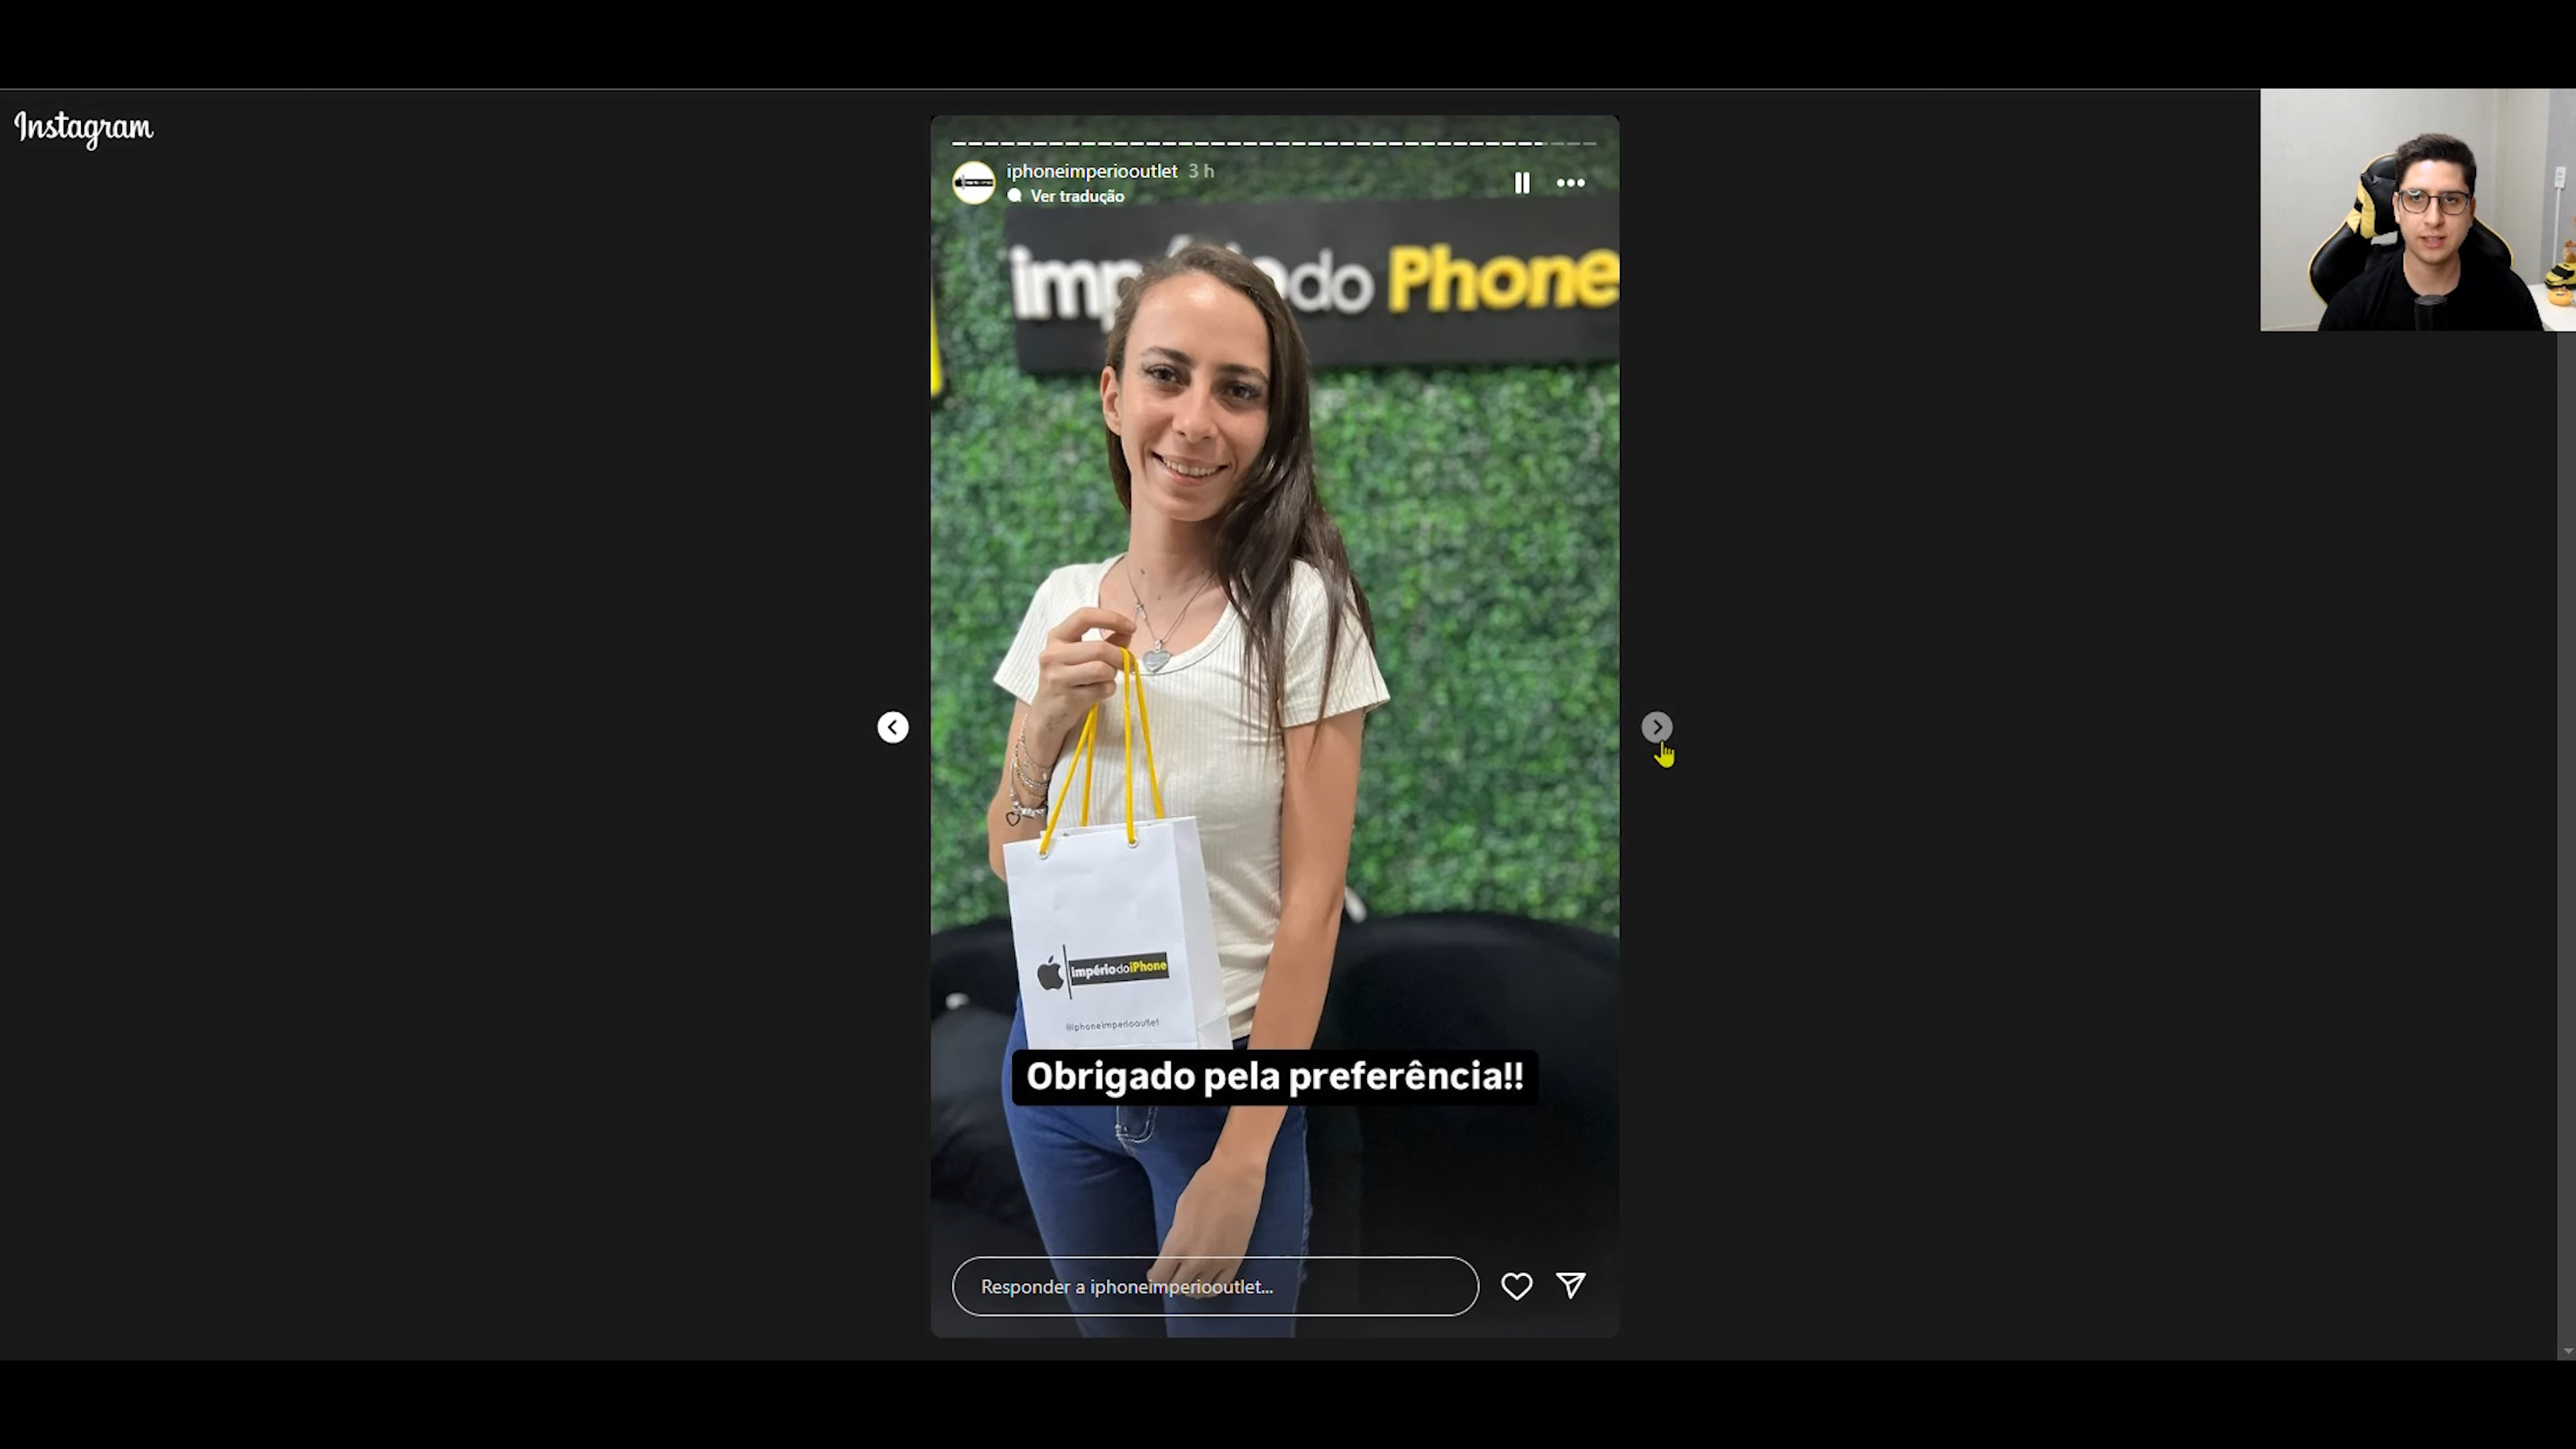 Instagram
iphoneimperiooutlet 3 h
Ver tradução
do Phone
impériodoiPhone
@iphoneimperiooutlet
Obrigado pela preferência!!
Responder a iphoneimperiooutlet...